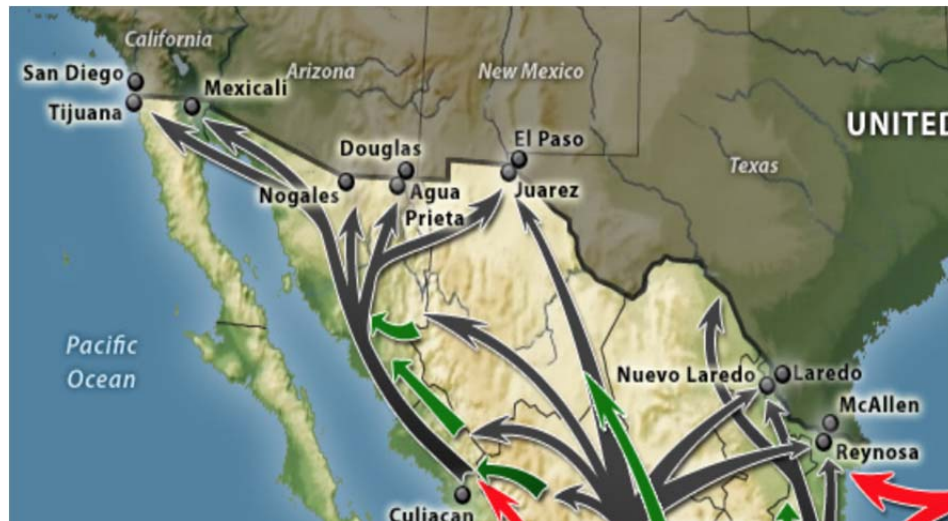 California
San Diego
Arizona
New Mexico
Mexicali
Tijuana
UNITED
El Paso
Douglas
Texas
Nogales
Agua
Prieta
Juarez
Pacific
Ocean
Nuevo Laredo
Laredo
McAllen
Reynosa
Culiacan